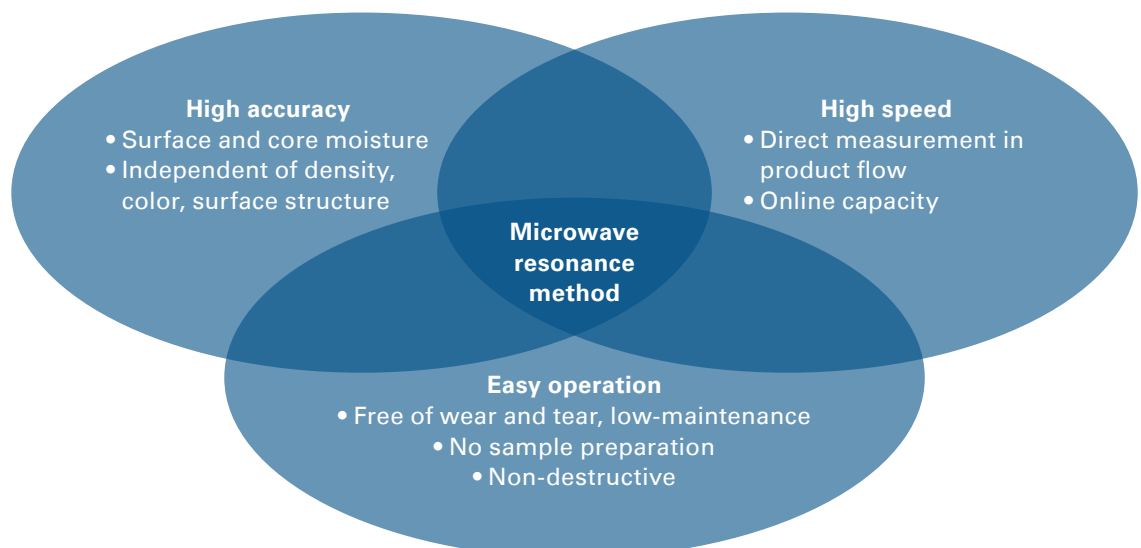 High accuracy
• Surface and core moisture
• Independent of density,
color, surface structure
High speed
• Direct measurement in
product flow
• Online capacity
Microwave
resonance
method
Easy operation
• Free of wear and tear, low-maintenance
• No sample preparation
• Non-destructive